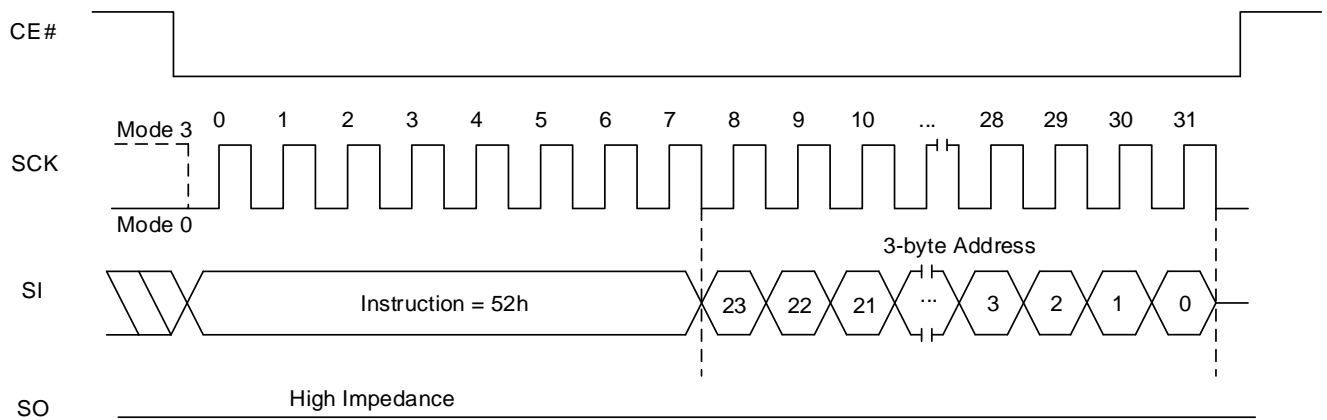 CE#
0 1 2 3 4 5 6 7 8 9 10 ... 28 29 30 31
Mode 3
SCK
Mode 0
3-byte Address
SI
Instruction = 52h 23 22 21 ... 3 2 1 0
High Impedance
SO